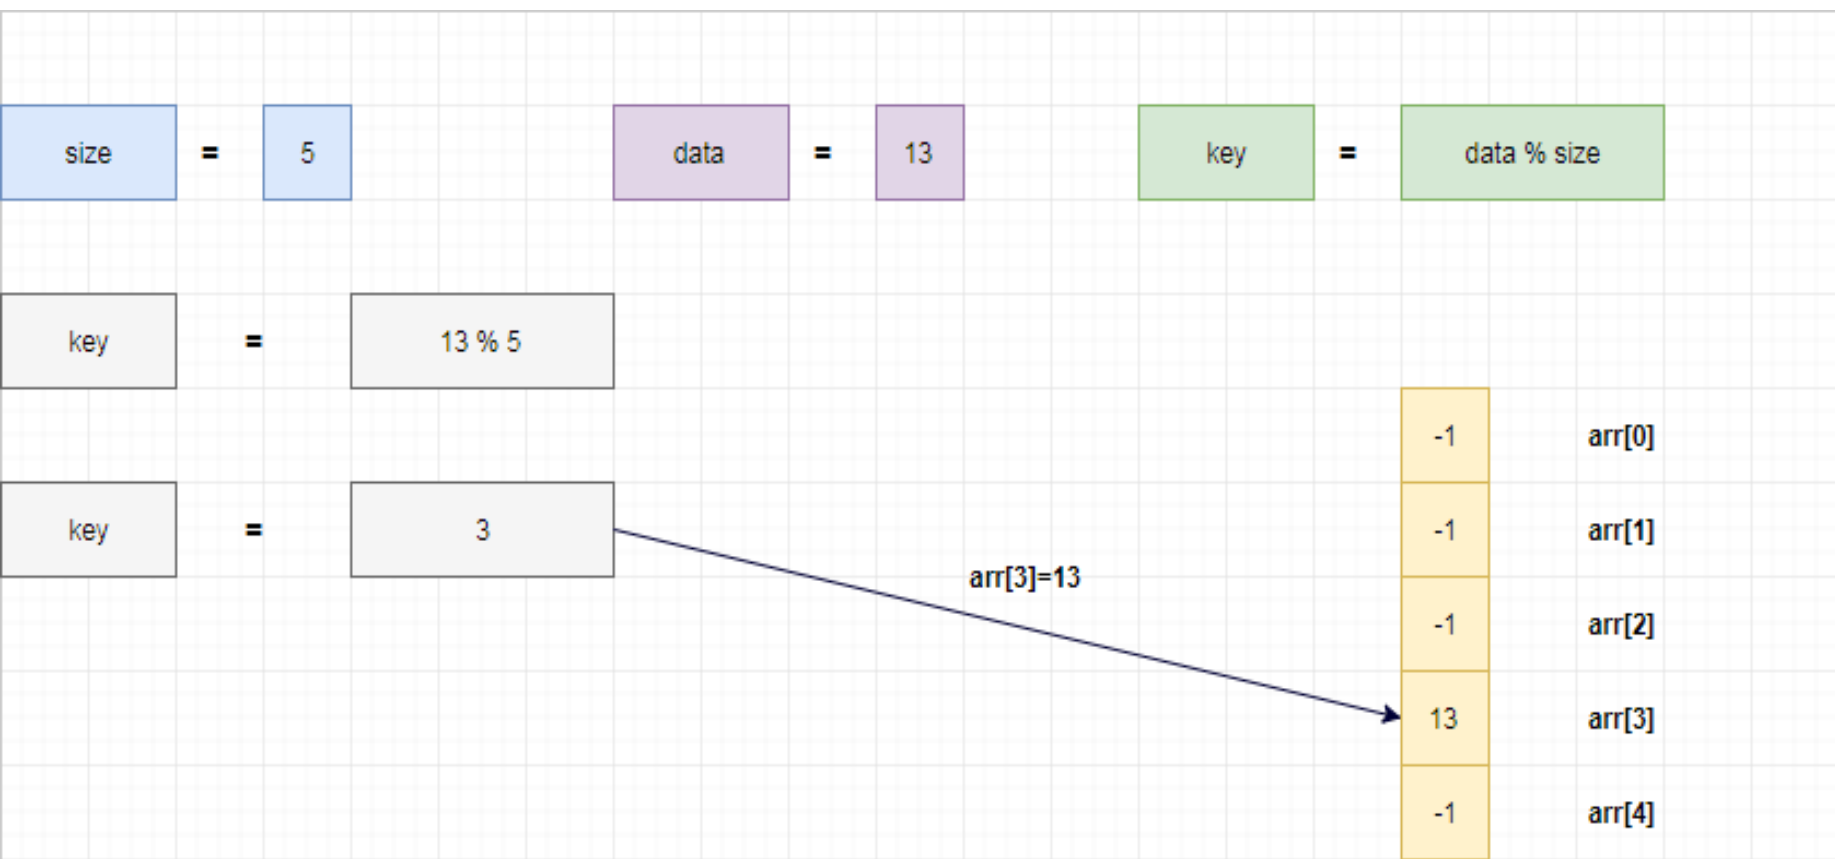 size = 5 data = 13 key = data % size
key = 13 % 5
-1 arr[0]
key = 3 -1 arr[1]
arr[3]=13
-1 arr[2]
13 arr[3]
-1 arr[4]